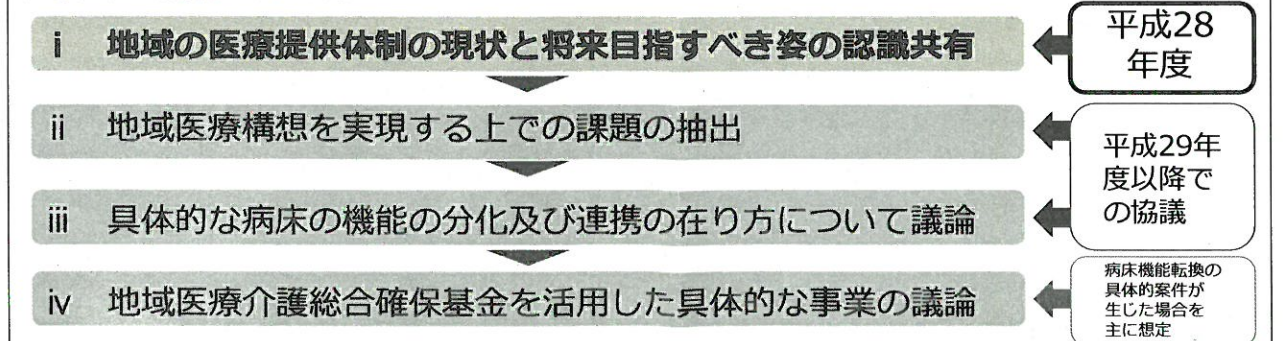 i 地域の医療提供体制の現状と将来目指すべき姿の認識共有
平成28
年度
ii 地域医療構想を実現する上での課題の抽出
iii 具体的な病床の機能の分化及び連携の在り方について議論
平成29年
度以降で
の協議
iv 地域医療介護総合確保基金を活用した具体的な事業の議論
病床機能転換の
具体的案件が
生じた場合を
主に想定